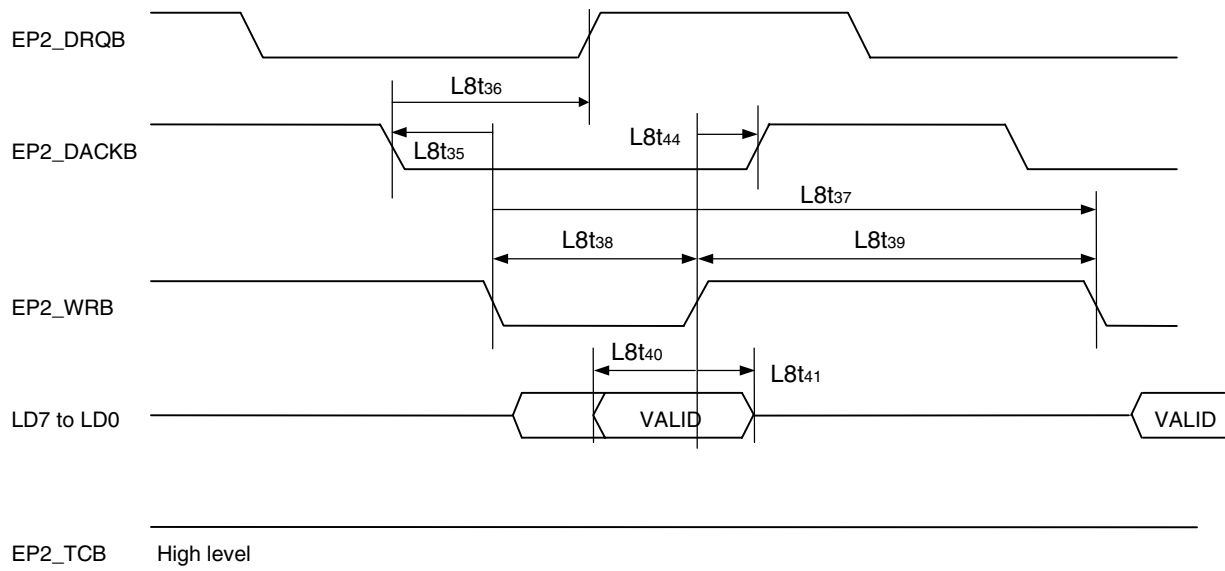 EP2_DRQB
L8t36
EP2_DACKB
L8t35
L8t44
L8t37
L8t38
L8t39
EP2_WRB
L8t40
L8t41
LD7 to LD0
VALID
VALID
EP2_TCB
High level